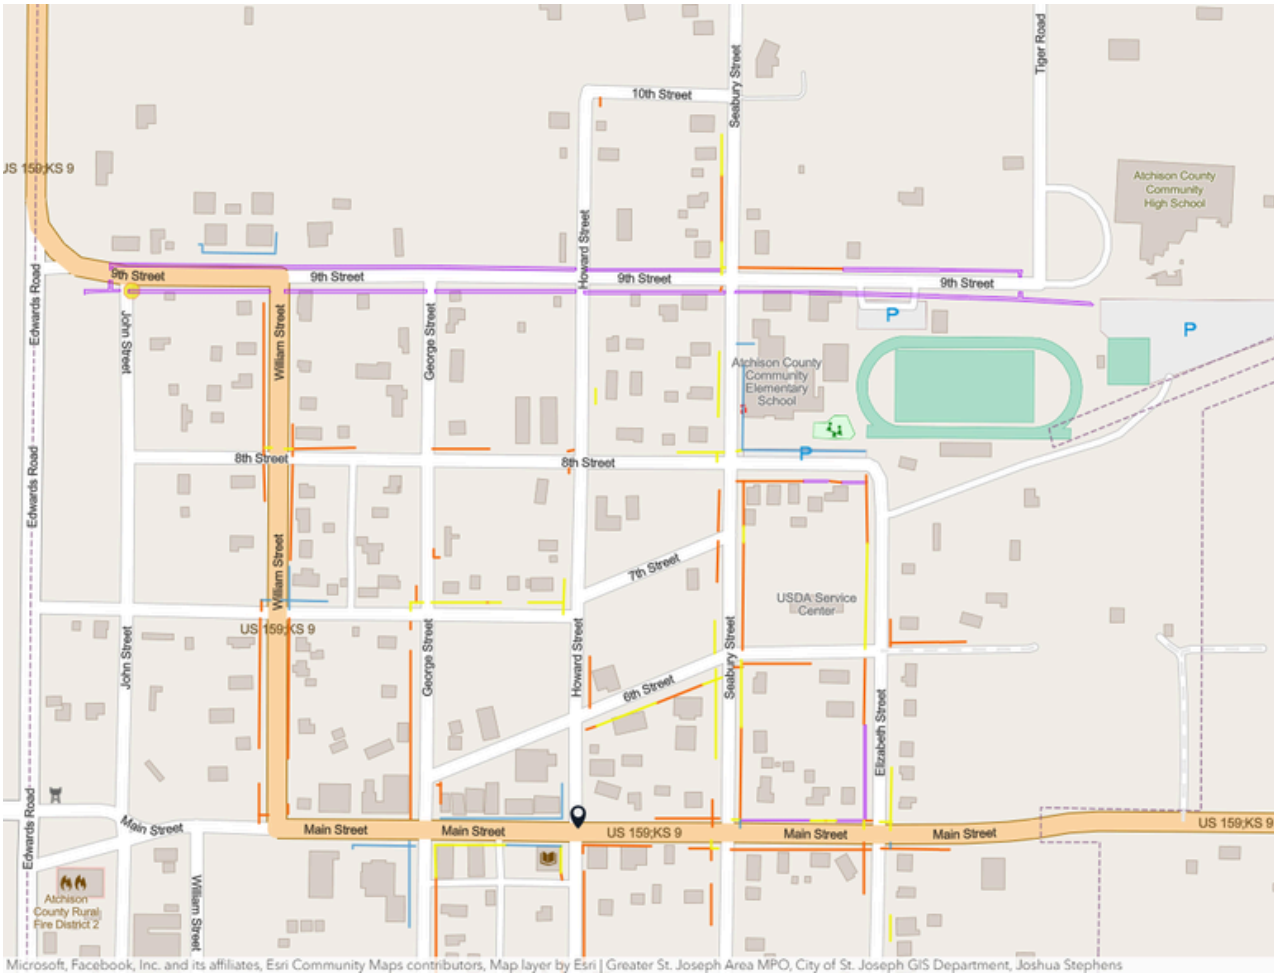 Tiger Road
Seabury Street
10th Street
US 159;KS 9
Atchison County
Community
High School
Howard Street
9th Street
9th Street
9th Street
9th Street
Edwards Road
John Street
William Street
George Street
P
P
Atchison County
Community
Elementary
School
8th Street
8th Street
P
Edwards Road
William Street
7th Street
USDA Service
Center
US 159;KS 9
John Street
George Street
Howard Street
Seabury Street
6th Street
Elizabeth Street
Edwards Road
Main Street
Main Street
Main Street
US 159;KS 9
Main Street
Main Street
US 159;KS 9
William Street
Atchison
County Rural
Fire District 2
Microsoft, Facebook, Inc. and its affiliates, Esri Community Maps contributors, Map layer by Esri | Greater St. Joseph Area MPO, City of St. Joseph GIS Department, Joshua Stephens